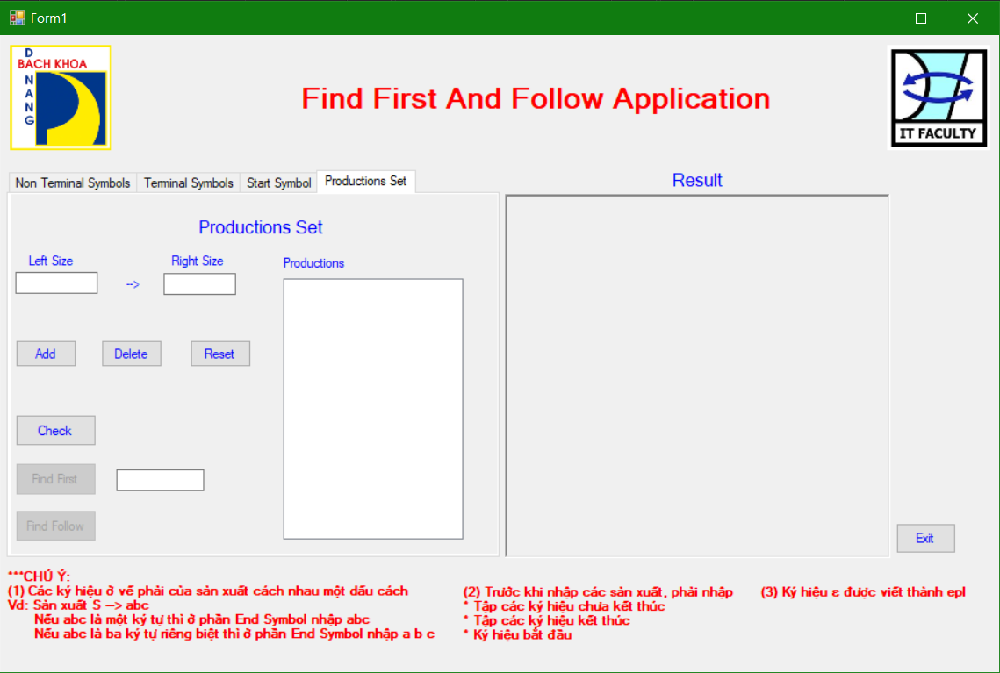 Form1
D
BACH KHOA
N
A
N
G
Find First And Follow Application
IT FACULTY
Non Terminal Symbols
Terminal Symbols
Start Symbol
Productions Set
Result
Productions Set
Left Size
Right Size
Productions
-->
Add
Delete
Reset
Check
Find First
Find Follow
Exit
***CHÚ Ý:
(1) Các ký hiệu ở vế phải của sản xuất cách nhau một dấu cách
Vd: Sản xuất S --> abc
Nếu abc là một ký tự thì ở phần End Symbol nhập abc
Nếu abc là ba ký tự riêng biệt thì ở phần End Symbol nhập a b c
(2) Trước khi nhập các sản xuất, phải nhập
* Tập các ký hiệu chưa kết thúc
* Tập các ký hiệu kết thúc
* Ký hiệu bắt đầu
(3) Ký hiệu ε được viết thành epl